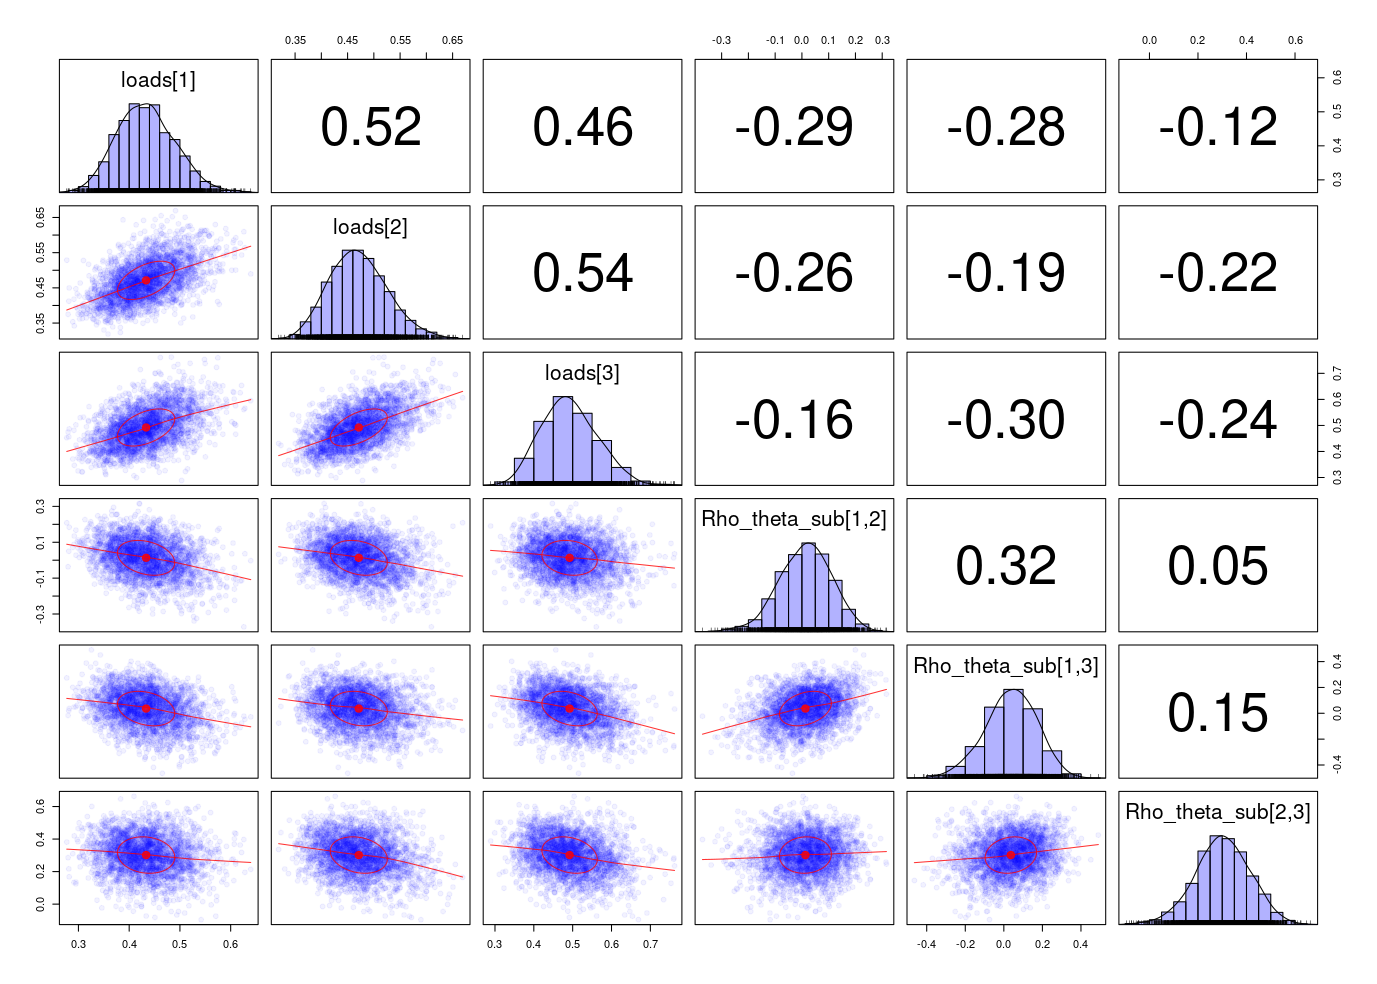 0.35 0.45 0.55 0.65 -0.3 -0.1 0.0 0.1 0.2 0.3 0.0 0.2 0.4 0.6
loads[1] 0.52 0.46 -0.29 -0.28 -0.12
0.3 0.4 0.5 0.6
0.35 0.45 0.55 0.65
loads[2] 0.54 -0.26 -0.19 -0.22
loads[3] -0.16 -0.30 -0.24
0.3 0.4 0.5 0.6 0.7
-0.3 -0.1 0.1 0.3
Rho_theta_sub[1,2] 0.32 0.05
Rho_theta_sub[1,3] 0.15
-0.4 0.0 0.2 0.4
0.0 0.2 0.4 0.6
Rho_theta_sub[2,3]
0.3 0.4 0.5 0.6 0.3 0.4 0.5 0.6 0.7 -0.4 -0.2 0.0 0.2 0.4